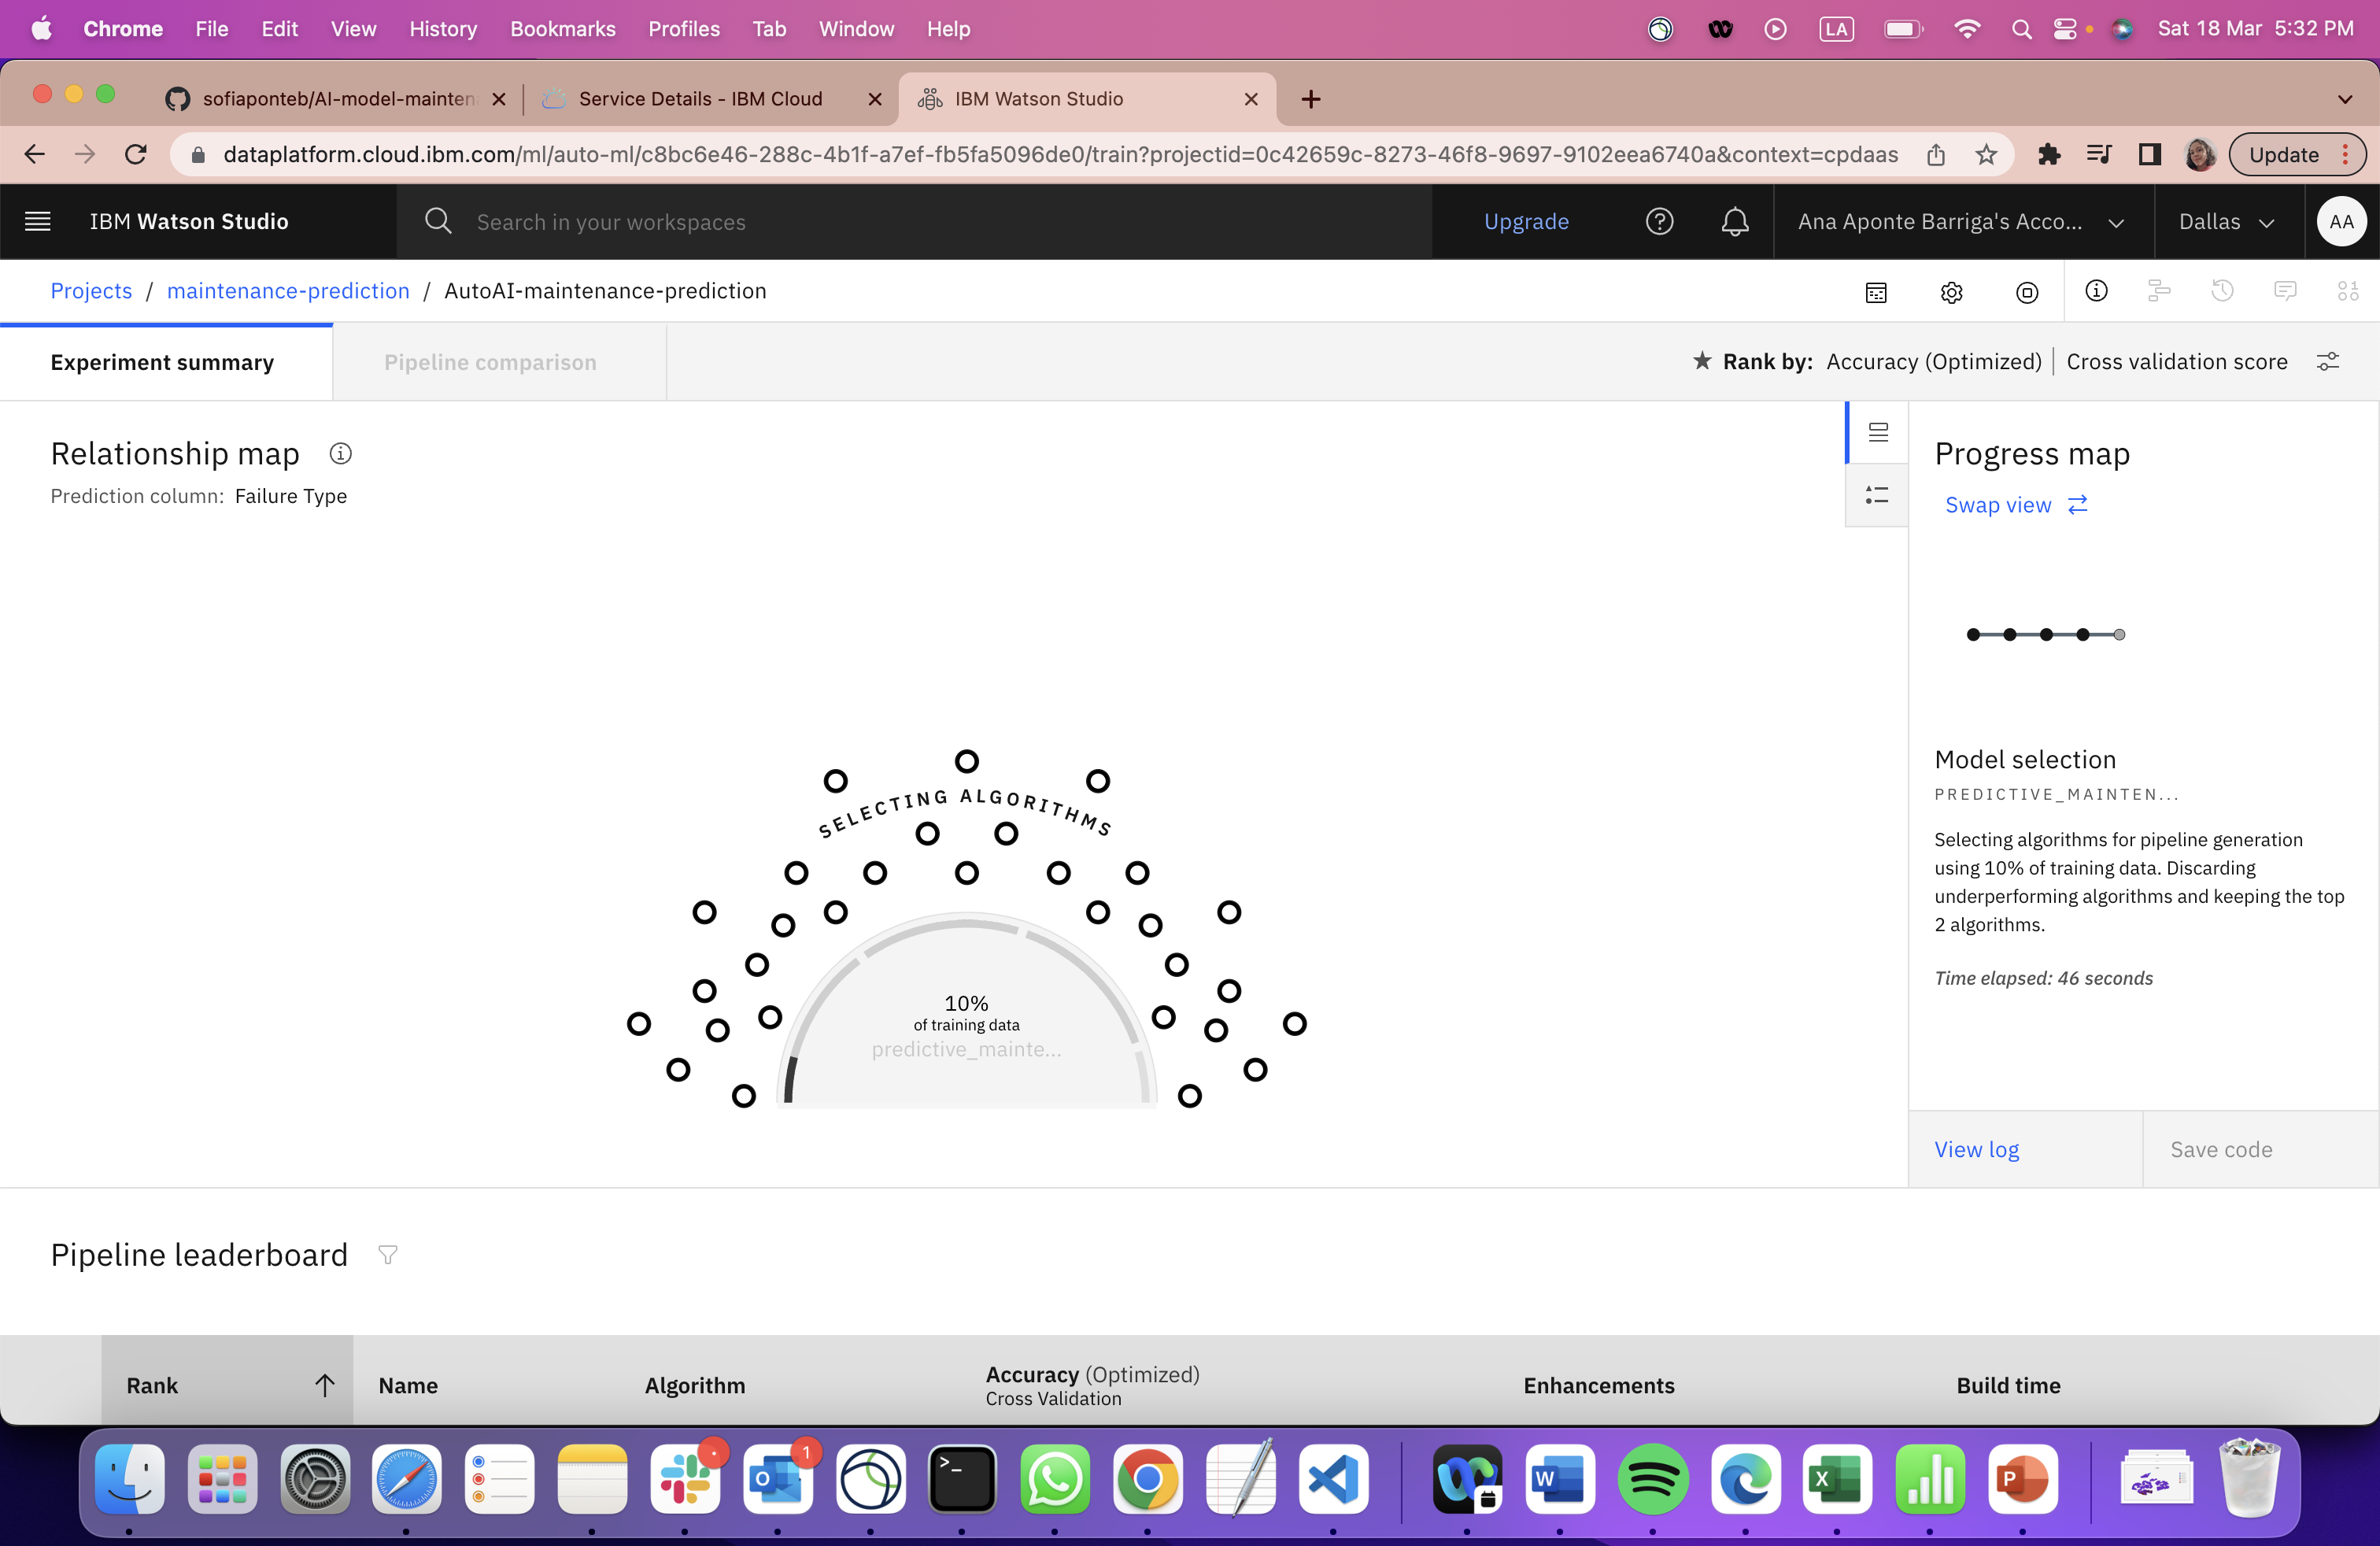 Chrome File Edit View History Bookmarks Profiles Tab Window Help LA Sat 18 Mar 5:32 PM
sofiaponteb/AI-model-mainten Service Details - IBM Cloud IBM Watson Studio
dataplatform.cloud.ibm.com/ml/auto-ml/c8bc6e46-288c-4b1f-a7ef-fb5fa5096de0/train?projectid=0c42659c-8273-46f8-9697-9102eea6740a&context=cpdaas Update
IBM Watson Studio Search in your workspaces Upgrade Ana Aponte Barriga's Acco... Dallas AA
Projects / maintenance-prediction / AutoAI-maintenance-prediction
Experiment summary Pipeline comparison Rank by: Accuracy (Optimized) Cross validation score
Relationship map
Prediction column: Failure Type
SELECTING ALGORITHMS
10%
of training data
predictive_mainte...
Progress map
Swap view
Model selection
PREDICTIVE_MAINTEN...
Selecting algorithms for pipeline generation
using 10% of training data. Discarding
underperforming algorithms and keeping the top
2 algorithms.
Time elapsed: 46 seconds
View log Save code
Pipeline leaderboard
Rank Name Algorithm Accuracy (Optimized) Enhancements Build time
Cross Validation
1